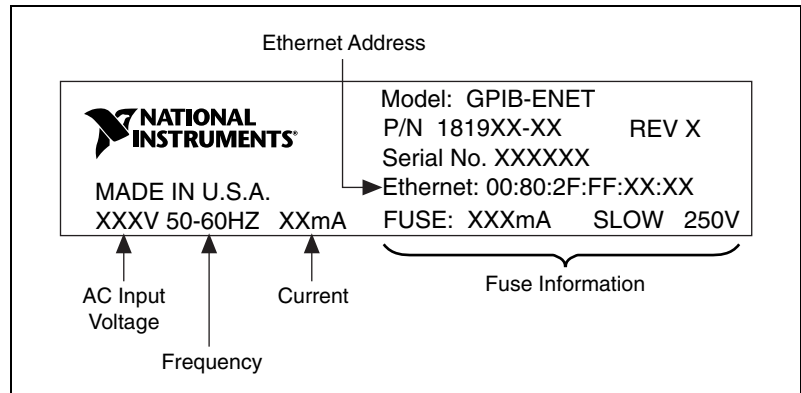 Ethernet Address
NATIONAL
INSTRUMENTS®
MADE IN U.S.A.
XXXV 50-60HZ XXmA
Model: GPIB-ENET
P/N 1819XX-XX REV X
Serial No. XXXXXX
Ethernet: 00:80:2F:FF:XX:XX
FUSE: XXXmA SLOW 250V
AC Input
Voltage
Frequency
Current
Fuse Information